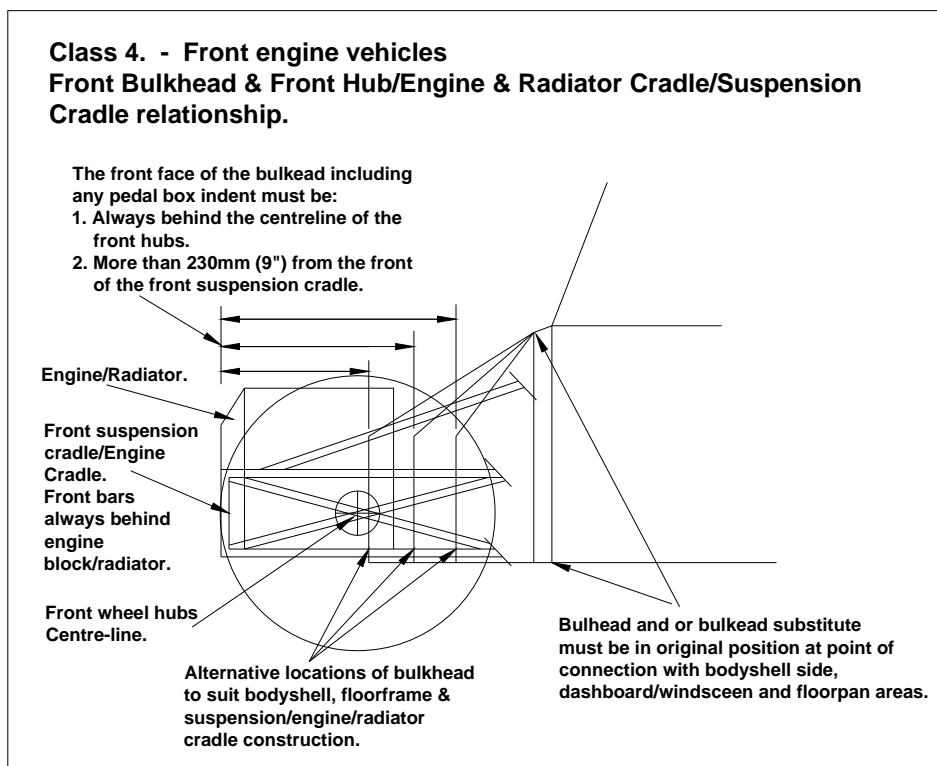 Class 4.  -  Front engine vehicles
Front Bulkhead & Front Hub/Engine & Radiator Cradle/Suspension
Cradle relationship.
The front face of the bulkead including
any pedal box indent must be:
1. Always behind the centreline of the
front hubs.
2. More than 230mm (9") from the front
of the front suspension cradle.
Engine/Radiator.
Front suspension
cradle/Engine
Cradle.
Front bars
always behind
engine
block/radiator.
Front wheel hubs
Centre-line.
Alternative locations of bulkhead
to suit bodyshell, floorframe &
suspension/engine/radiator
cradle construction.
Bulhead and or bulkead substitute
must be in original position at point of
connection with bodyshell side,
dashboard/windsceen and floorpan areas.